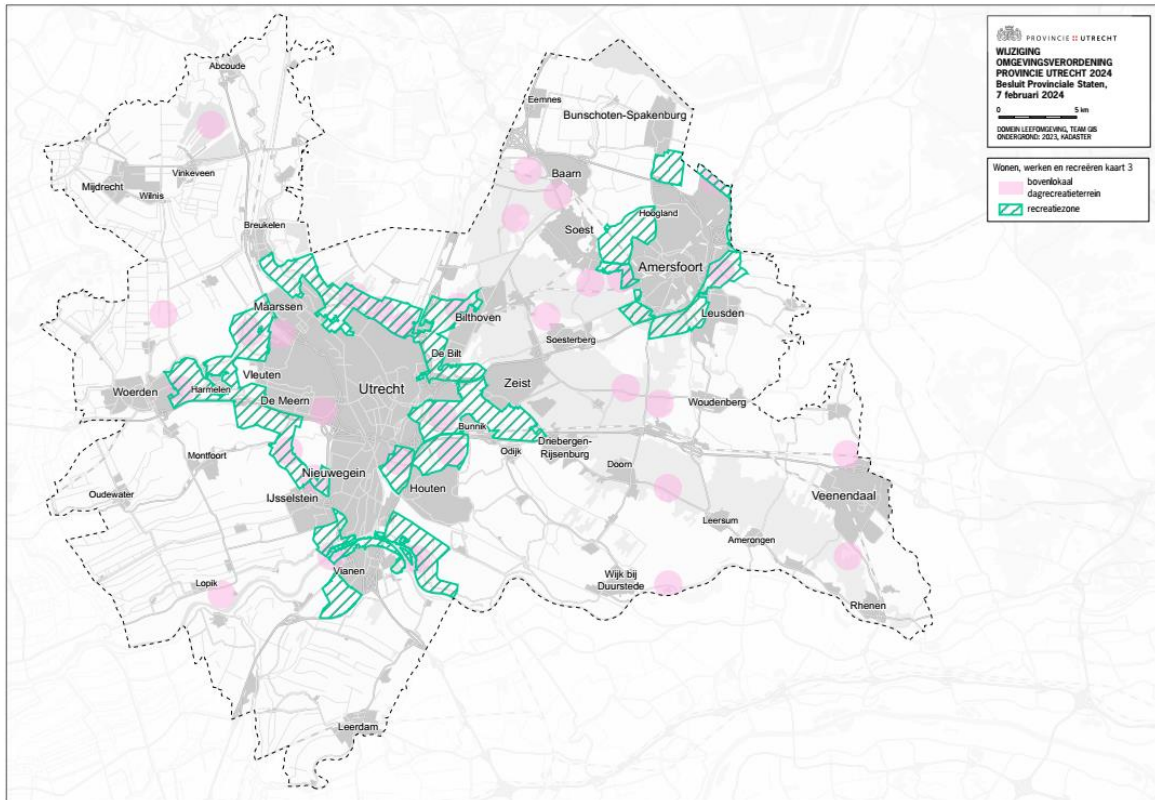 PROVINCIE UTRECHT
WIJZIGING
OMGEVINGSVERORDENING
PROVINCIE UTRECHT 2024
Besluit Provinciale Staten,
7 februari 2024
0 5 km
DOMEIN LEEFOMGEVING, TEAM GIS
ONDERGROND: 2023, KADASTER
Wonen, werken en recreëren kaart 3
bovenlokaal
dagrecreatieterrein
recreatiezone
Abcoude
Eemnes
Bunschoten-Spakenburg
Vinkeveen
Baarn
Mijdrecht
Wilnis
Hoogland
Breukelen
Soest
Amersfoort
Maarssen
Bilthoven
Leusden
Soesterberg
De Bilt
Vleuten
Zeist
Utrecht
Woerden
Harmelen
De Meern
Woudenberg
Bunnik
Driebergen-
Rijsenburg
Odijk
Montfoort
Doorn
Nieuwegein
Houten
Oudewater
IJsselstein
Veenendaal
Leersum
Amerongen
Vianen
Wijk bij
Duurstede
Lopik
Rhenen
Leerdam